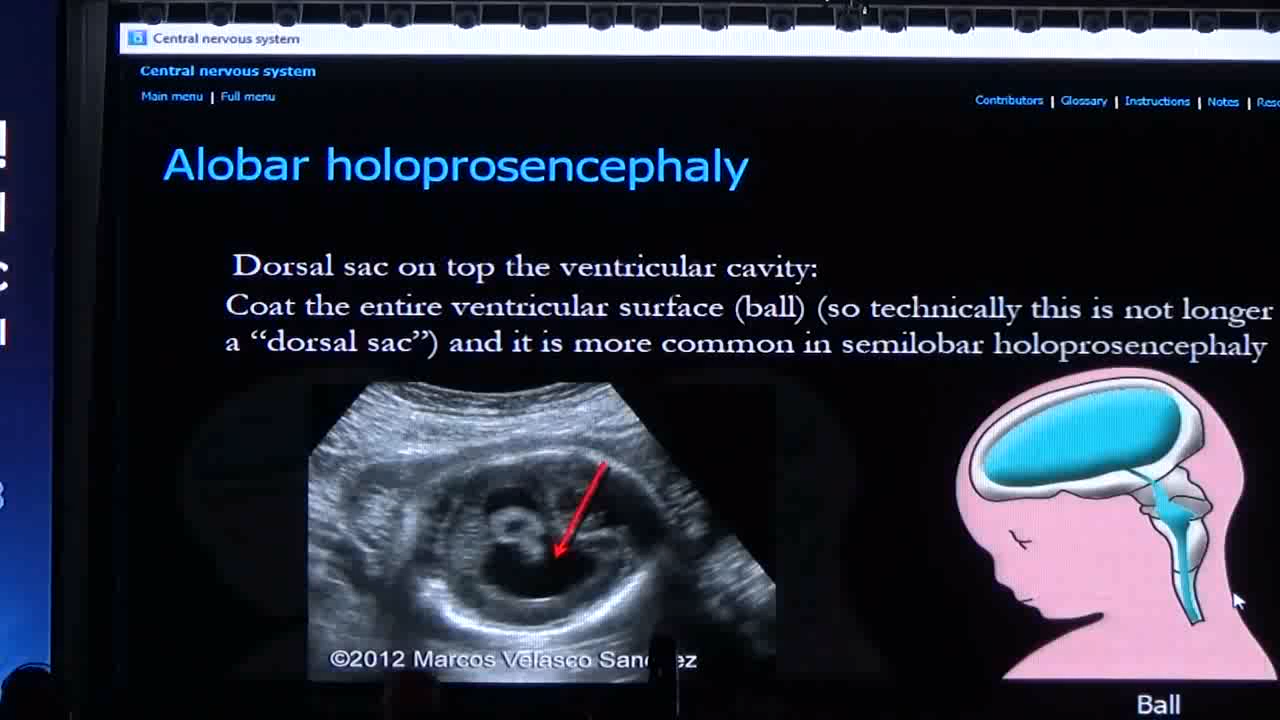 Central nervous system
Central nervous system
Main menu | Full menu
Contributors | Glossary | Instructions | Notes |
Alobar holoprosencephaly
Dorsal sac on top the ventricular cavity:
Coat the entire ventricular surface (ball) (so technically this is not longer
a “dorsal sac”) and it is more common in semilobar holoprosencephaly
©2012 Marcos Velasco
Ball